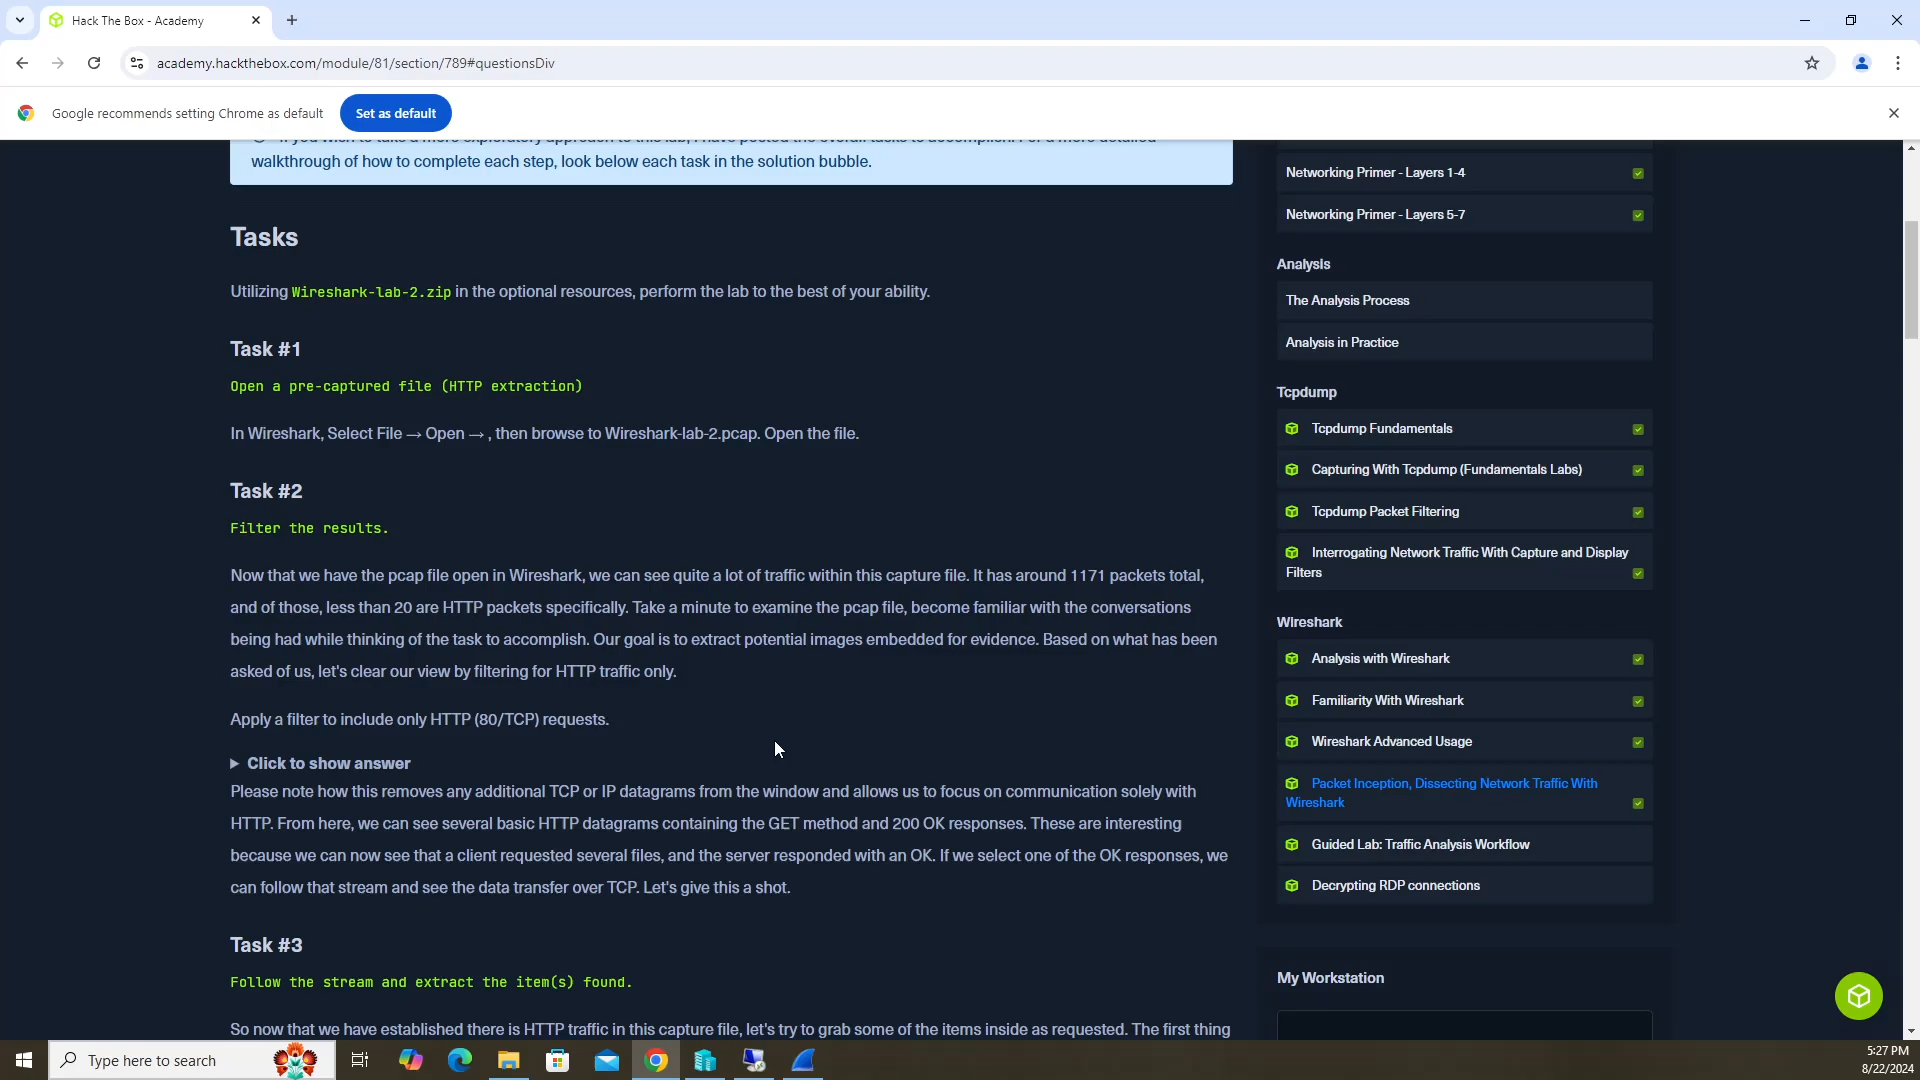 Hack The Box - Academy
academy.hackthebox.com/module/81/section/789#questionsDiv
Google recommends setting Chrome as default
Set as default
walkthrough of how to complete each step, look below each task in the solution bubble.
Tasks
Utilizing Wireshark-lab-2.zip in the optional resources, perform the lab to the best of your ability.
Task #1
Open a pre-captured file (HTTP extraction)
In Wireshark, Select File → Open → , then browse to Wireshark-lab-2.pcap. Open the file.
Task #2
Filter the results.
Now that we have the pcap file open in Wireshark, we can see quite a lot of traffic within this capture file. It has around 1171 packets total,
and of those, less than 20 are HTTP packets specifically. Take a minute to examine the pcap file, become familiar with the conversations
being had while thinking of the task to accomplish. Our goal is to extract potential images embedded for evidence. Based on what has been
asked of us, let's clear our view by filtering for HTTP traffic only.
Apply a filter to include only HTTP (80/TCP) requests.
Click to show answer
Please note how this removes any additional TCP or IP datagrams from the window and allows us to focus on communication solely with
HTTP. From here, we can see several basic HTTP datagrams containing the GET method and 200 OK responses. These are interesting
because we can now see that a client requested several files, and the server responded with an OK. If we select one of the OK responses, we
can follow that stream and see the data transfer over TCP. Let's give this a shot.
Task #3
Follow the stream and extract the item(s) found.
So now that we have established there is HTTP traffic in this capture file, let's try to grab some of the items inside as requested. The first thing
Networking Primer - Layers 1-4
Networking Primer - Layers 5-7
Analysis
The Analysis Process
Analysis in Practice
Tcpdump
Tcpdump Fundamentals
Capturing With Tcpdump (Fundamentals Labs)
Tcpdump Packet Filtering
Interrogating Network Traffic With Capture and Display
Filters
Wireshark
Analysis with Wireshark
Familiarity With Wireshark
Wireshark Advanced Usage
Packet Inception, Dissecting Network Traffic With
Wireshark
Guided Lab: Traffic Analysis Workflow
Decrypting RDP connections
My Workstation
Type here to search
5:27 PM
8/22/2024